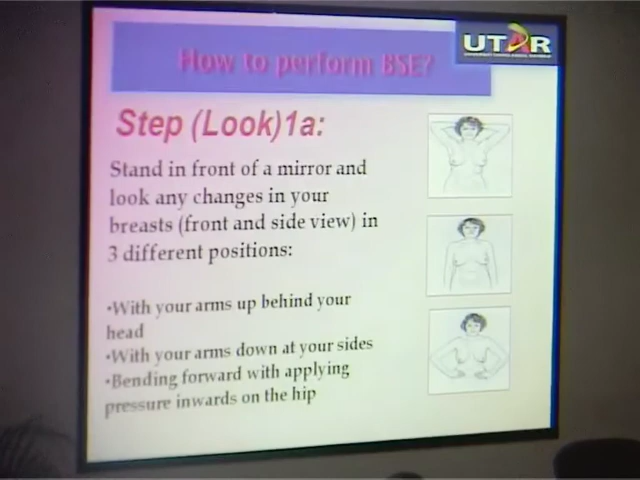 How to perform BSE?
UTAR
Step (Look)1a:
Stand in front of a mirror and
look any changes in your
breasts (front and side view) in
3 different positions:
•With your arms up behind your
head
•With your arms down at your sides
•Bending forward with applying
pressure inwards on the hip